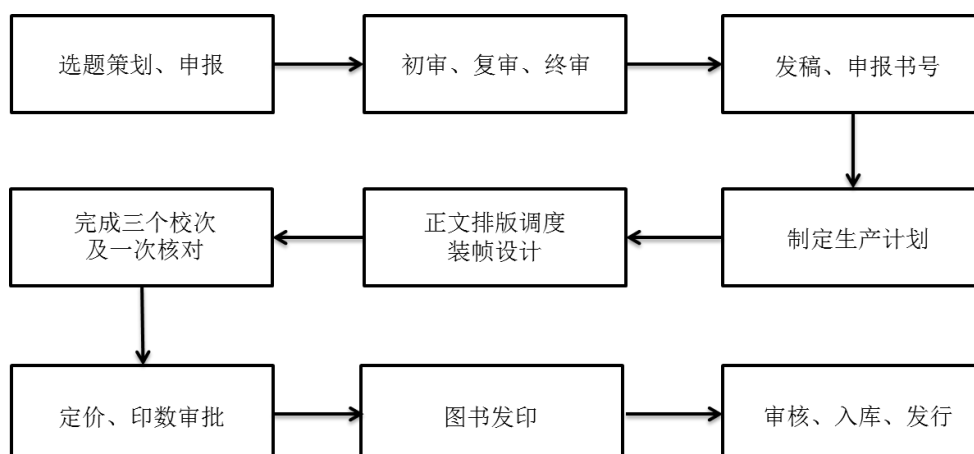 选题策划、申报
初审、复审、终审
发稿、申报书号
制定生产计划
正文排版调度
装帧设计
完成三个校次
及一次核对
定价、印数审批
图书发印
审核、入库、发行